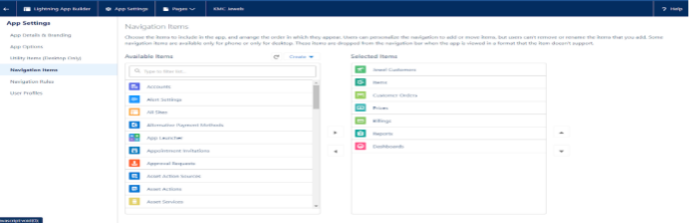 Lightning App Builder
App Settings
Pages
KMC Jewels
? Help
App Settings
App Details & Branding
App Options
Utility Items (Desktop Only)
Navigation Items
Navigation Rules
User Profiles
Navigation Items
Choose the items to include in the app, and arrange the order in which they appear. Users can personalize the navigation to add or move items, but users can't remove or rename the items that you add. Some
navigation items are available only for phone or only for desktop. These items are dropped from the navigation bar when the app is viewed in a format that the item doesn't support.
Available Items
Create
Type to filter list...
Accounts
Alert Settings
All Sites
Alternative Payment Methods
App Launcher
Appointment Invitations
Approval Requests
Asset Action Sources
Asset Actions
Asset Services
Selected Items
Jewel Customers
Items
Customer Orders
Prices
Billings
Reports
Dashboards